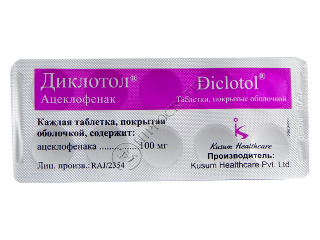 Диклотол® Diclotol®
Ацеклофенак Таблетки, покрытые оболочкой
Каждая таблетка, покрытая
оболочкой, содержит:
ацеклофенака ............... 100 мг
Лиц. произв.: RAJ/2354
Kusum Healthcare
Производитель:
Kusum Healthcare Pvt. Ltd.